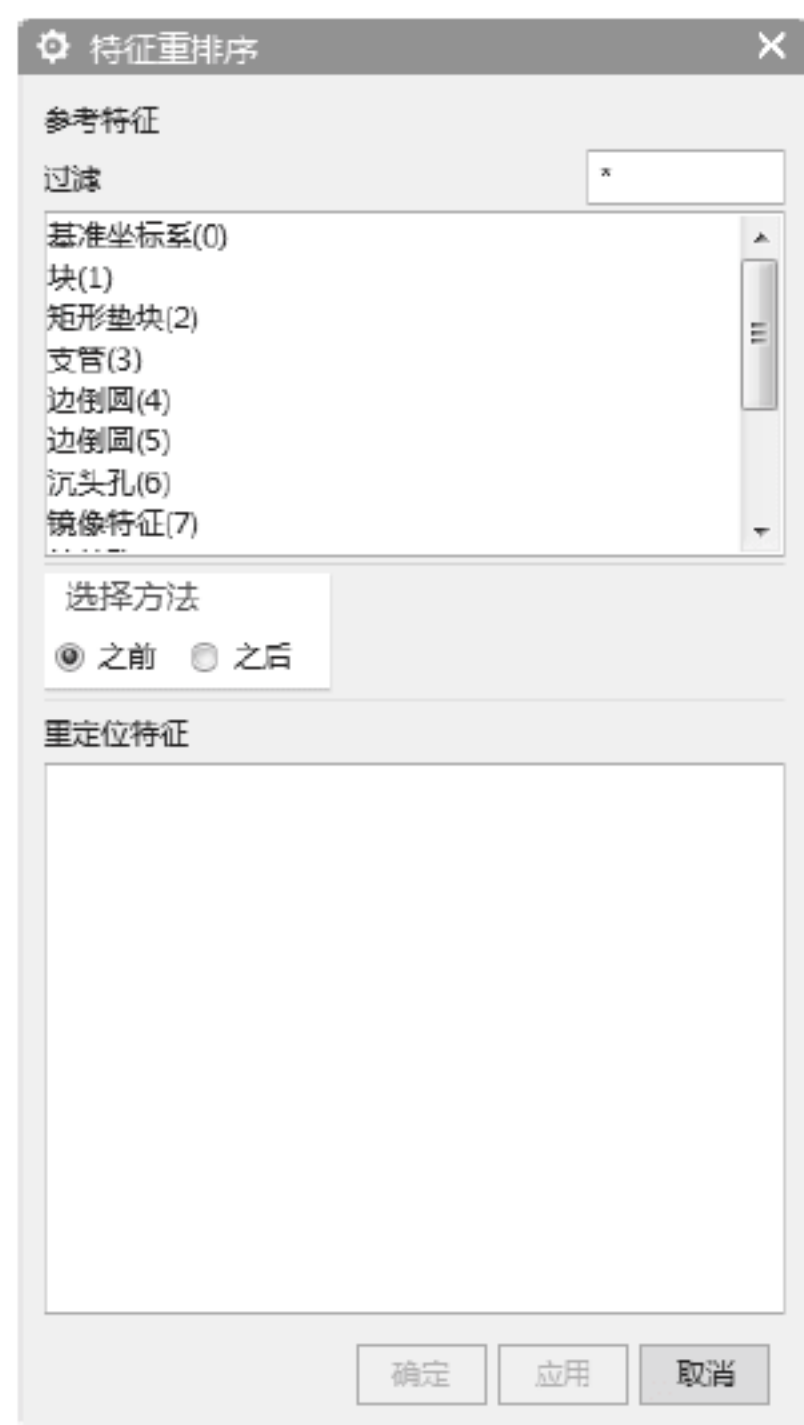 特征重排序
参考特征
过滤 *
基准坐标系(0)
块(1)
矩形垫块(2)
支管(3)
边倒圆(4)
边倒圆(5)
沉头孔(6)
镜像特征(7)
选择方法
之前 之后
重定位特征
确定 应用 取消